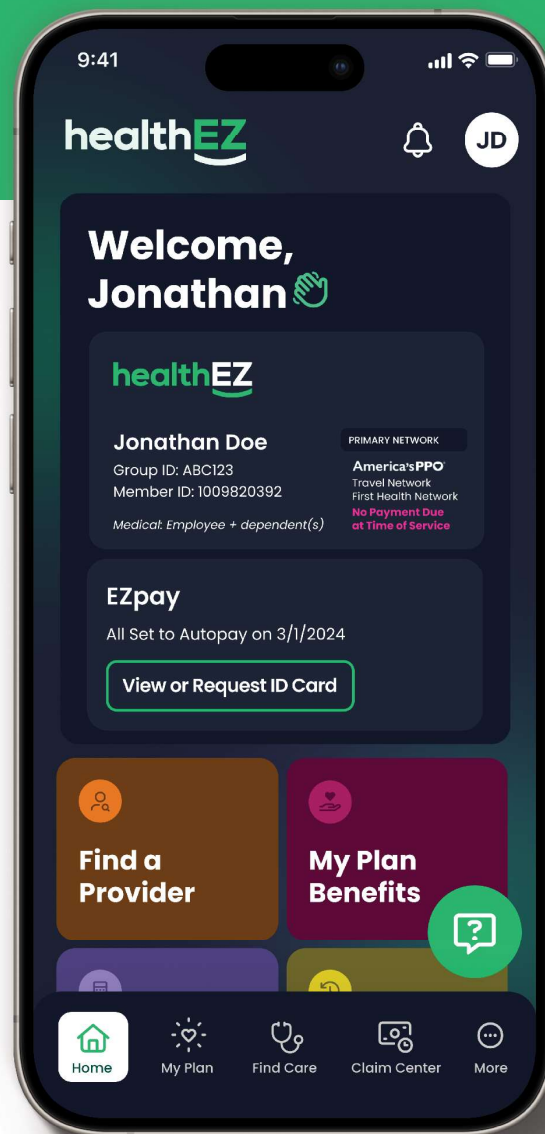 9:41
healthEZ
JD
Welcome,
Jonathan
healthEZ
Jonathan Doe
Group ID: ABC123
Member ID: 1009820392
Medical: Employee + dependent(s)
PRIMARY NETWORK
America'sPPO
Travel Network
First Health Network
No Payment Due
at Time of Service
EZpay
All Set to Autopay on 3/1/2024
View or Request ID Card
Find a
Provider
My Plan
Benefits
?
Home
My Plan
Find Care
Claim Center
More